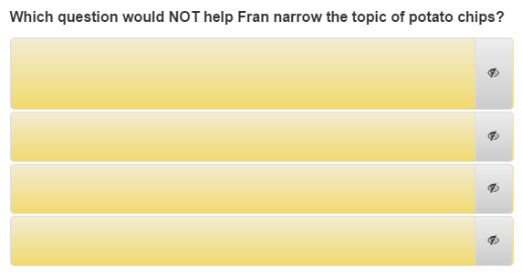 Which question would NOT help Fran narrow the topic of potato chips?